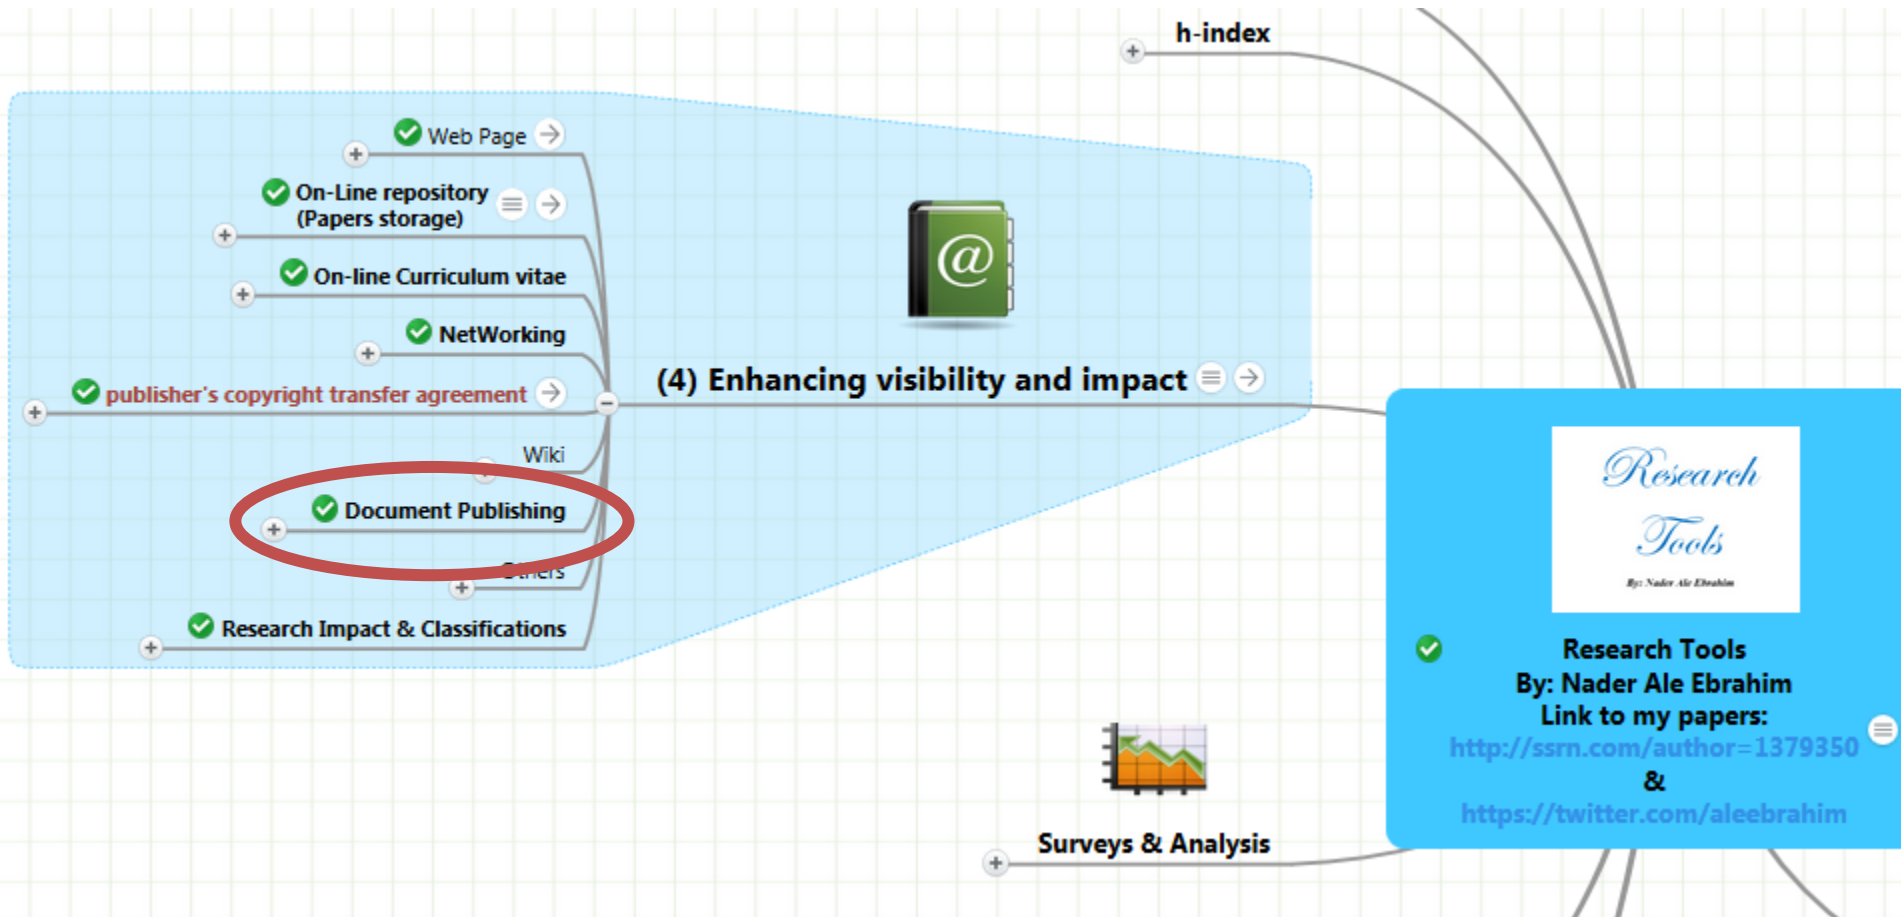 h-index
Web Page
On-Line repository
(Papers storage)
On-line Curriculum vitae
NetWorking
publisher's copyright transfer agreement
Wiki
Document Publishing
Others
Research Impact & Classifications
@
(4) Enhancing visibility and impact
Surveys & Analysis
Research
Tools
By: Nader Ale Ebrahim
Research Tools
By: Nader Ale Ebrahim
Link to my papers:
http://ssrn.com/author=1379350
&
https://twitter.com/aleebrahim